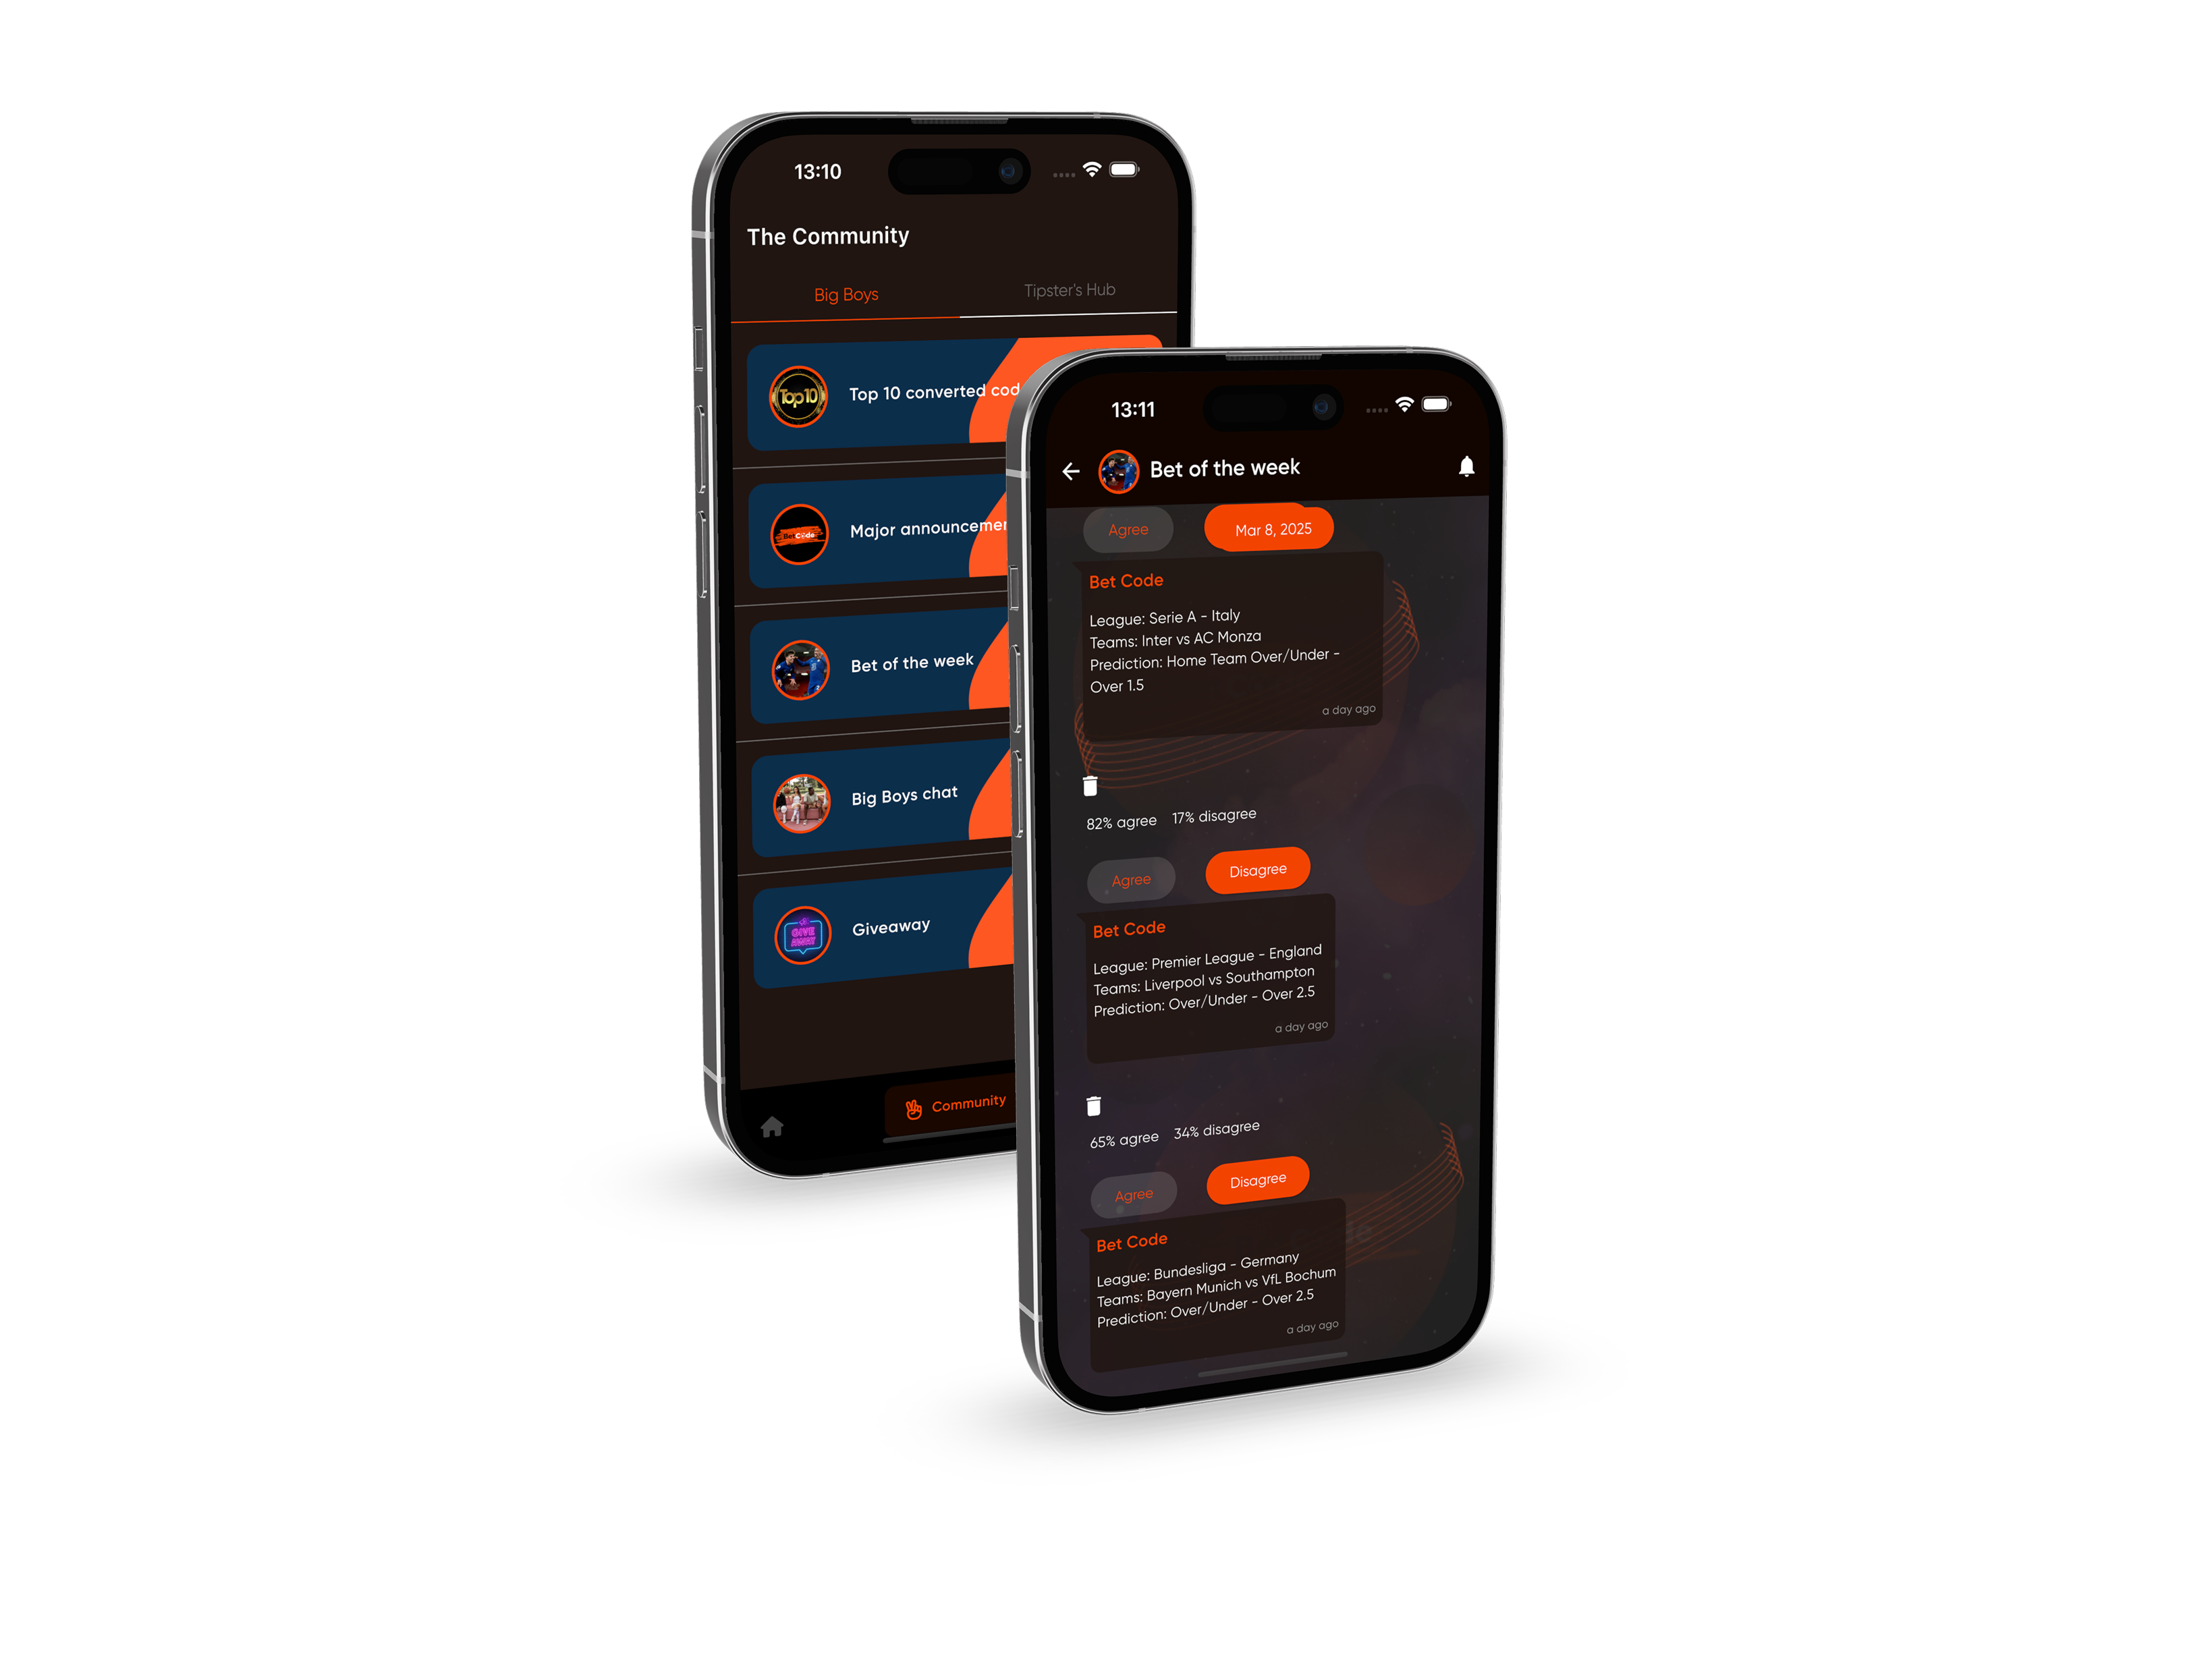 13:10
The Community
Big Boys
Tipster's Hub
Top10
Top 10 converted cod
BetCode
Major announcemen
Bet of the week
Big Boys chat
GIVE
AWAY
Giveaway
Community
13:11
Bet of the week
Agree
Mar 8, 2025
Bet Code
League: Serie A - Italy
Teams: Inter vs AC Monza
Prediction: Home Team Over/Under -
Over 1.5
a day ago
82% agree 17% disagree
Agree
Disagree
Bet Code
League: Premier League - England
Teams: Liverpool vs Southampton
Prediction: Over/Under - Over 2.5
a day ago
65% agree 34% disagree
Agree
Disagree
Bet Code
League: Bundesliga - Germany
Teams: Bayern Munich vs VfL Bochum
Prediction: Over/Under - Over 2.5
a day ago